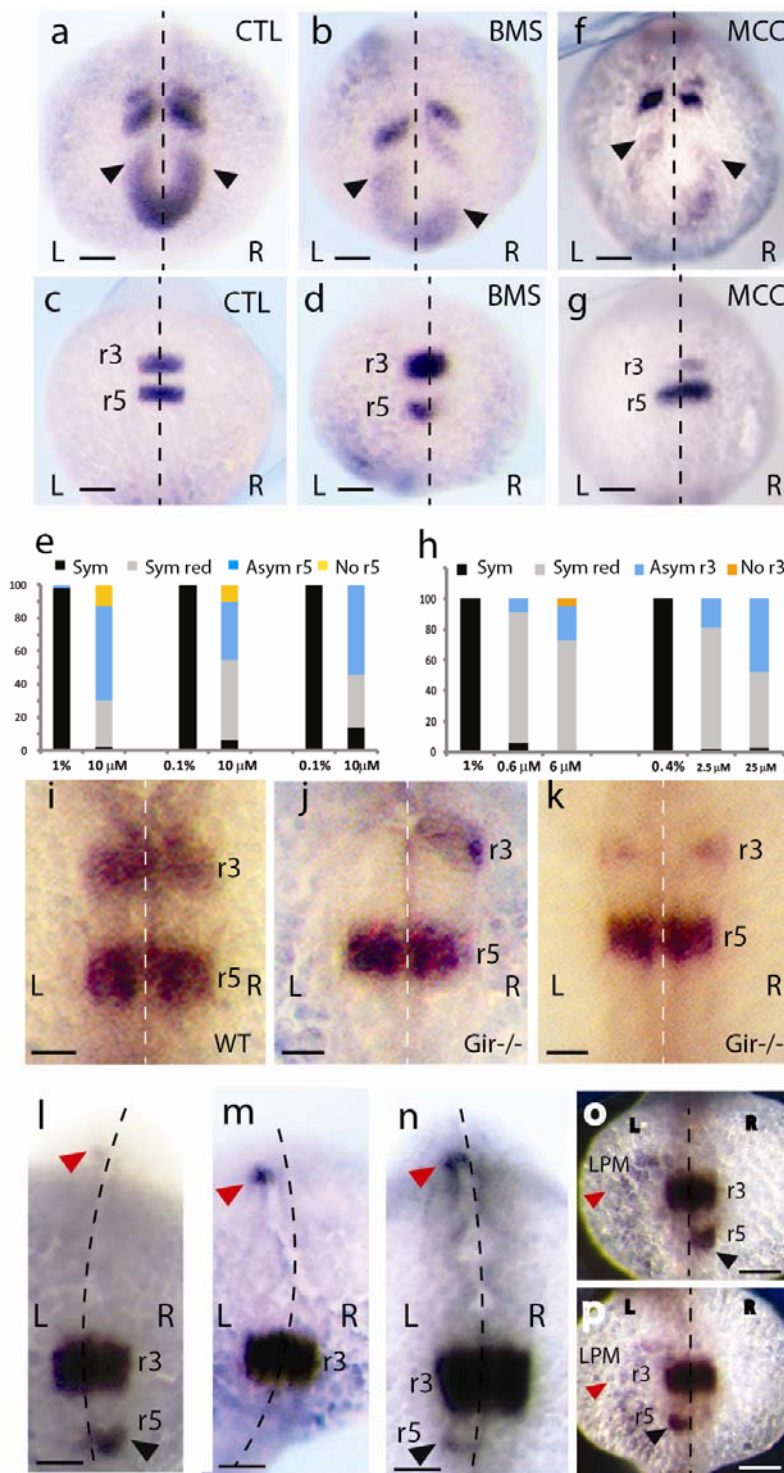 a CTL
L R
b BMS
L R
f MCC
L R
c CTL
r3
r5
L R
d BMS
r3
r5
L R
g MCC
r3
r5
L R
e
Sym Sym red Asym r5 No r5
100
80
60
40
20
0
1% 10 µM 0.1% 10 µM 0.1% 10µM
h
Sym Sym red Asym r3 No r3
100
80
60
40
20
0
1% 0.6 µM 6 µM 0.4% 2.5 µM 25 µM
i
r3
r5
L R
WT
j
r3
r5
L R
Gir-/-
k
r3
r5
L R
Gir-/-
l
L R
r3
r5
m
L R
r3
n
L R
r3
r5
o
L R
LPM
r3
r5
p
L R
LPM
r3
r5